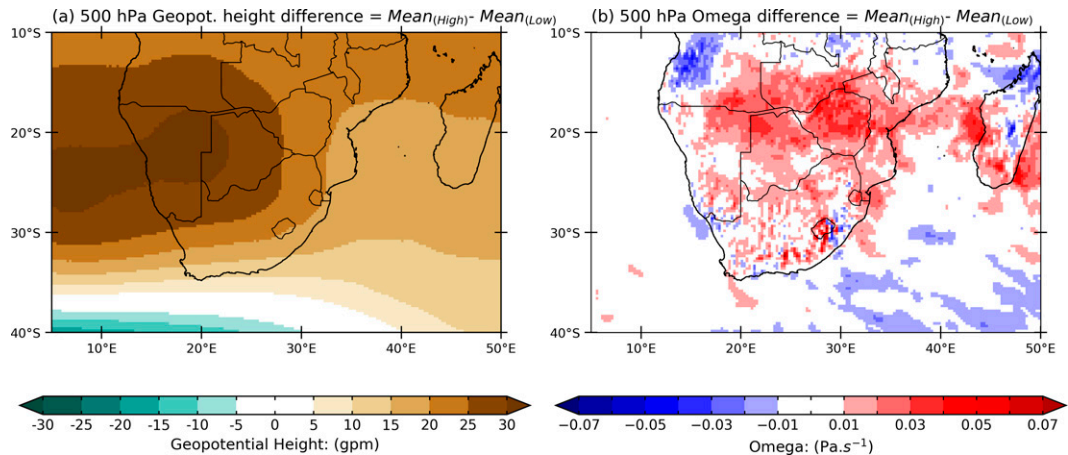 (a) 500 hPa Geopot. height difference = Mean(High)- Mean(Low)
(b) 500 hPa Omega difference = Mean(High)- Mean(Low)
10°S
20°S
30°S
40°S
10°E 20°E 30°E 40°E 50°E
10°S
20°S
30°S
40°S
10°E 20°E 30°E 40°E 50°E
-30 -25 -20 -15 -10 -5 0 5 10 15 20 25 30
Geopotential Height: (gpm)
−0.07 −0.05 −0.03 −0.01 0.01 0.03 0.05 0.07
Omega: (Pa.s⁻¹)